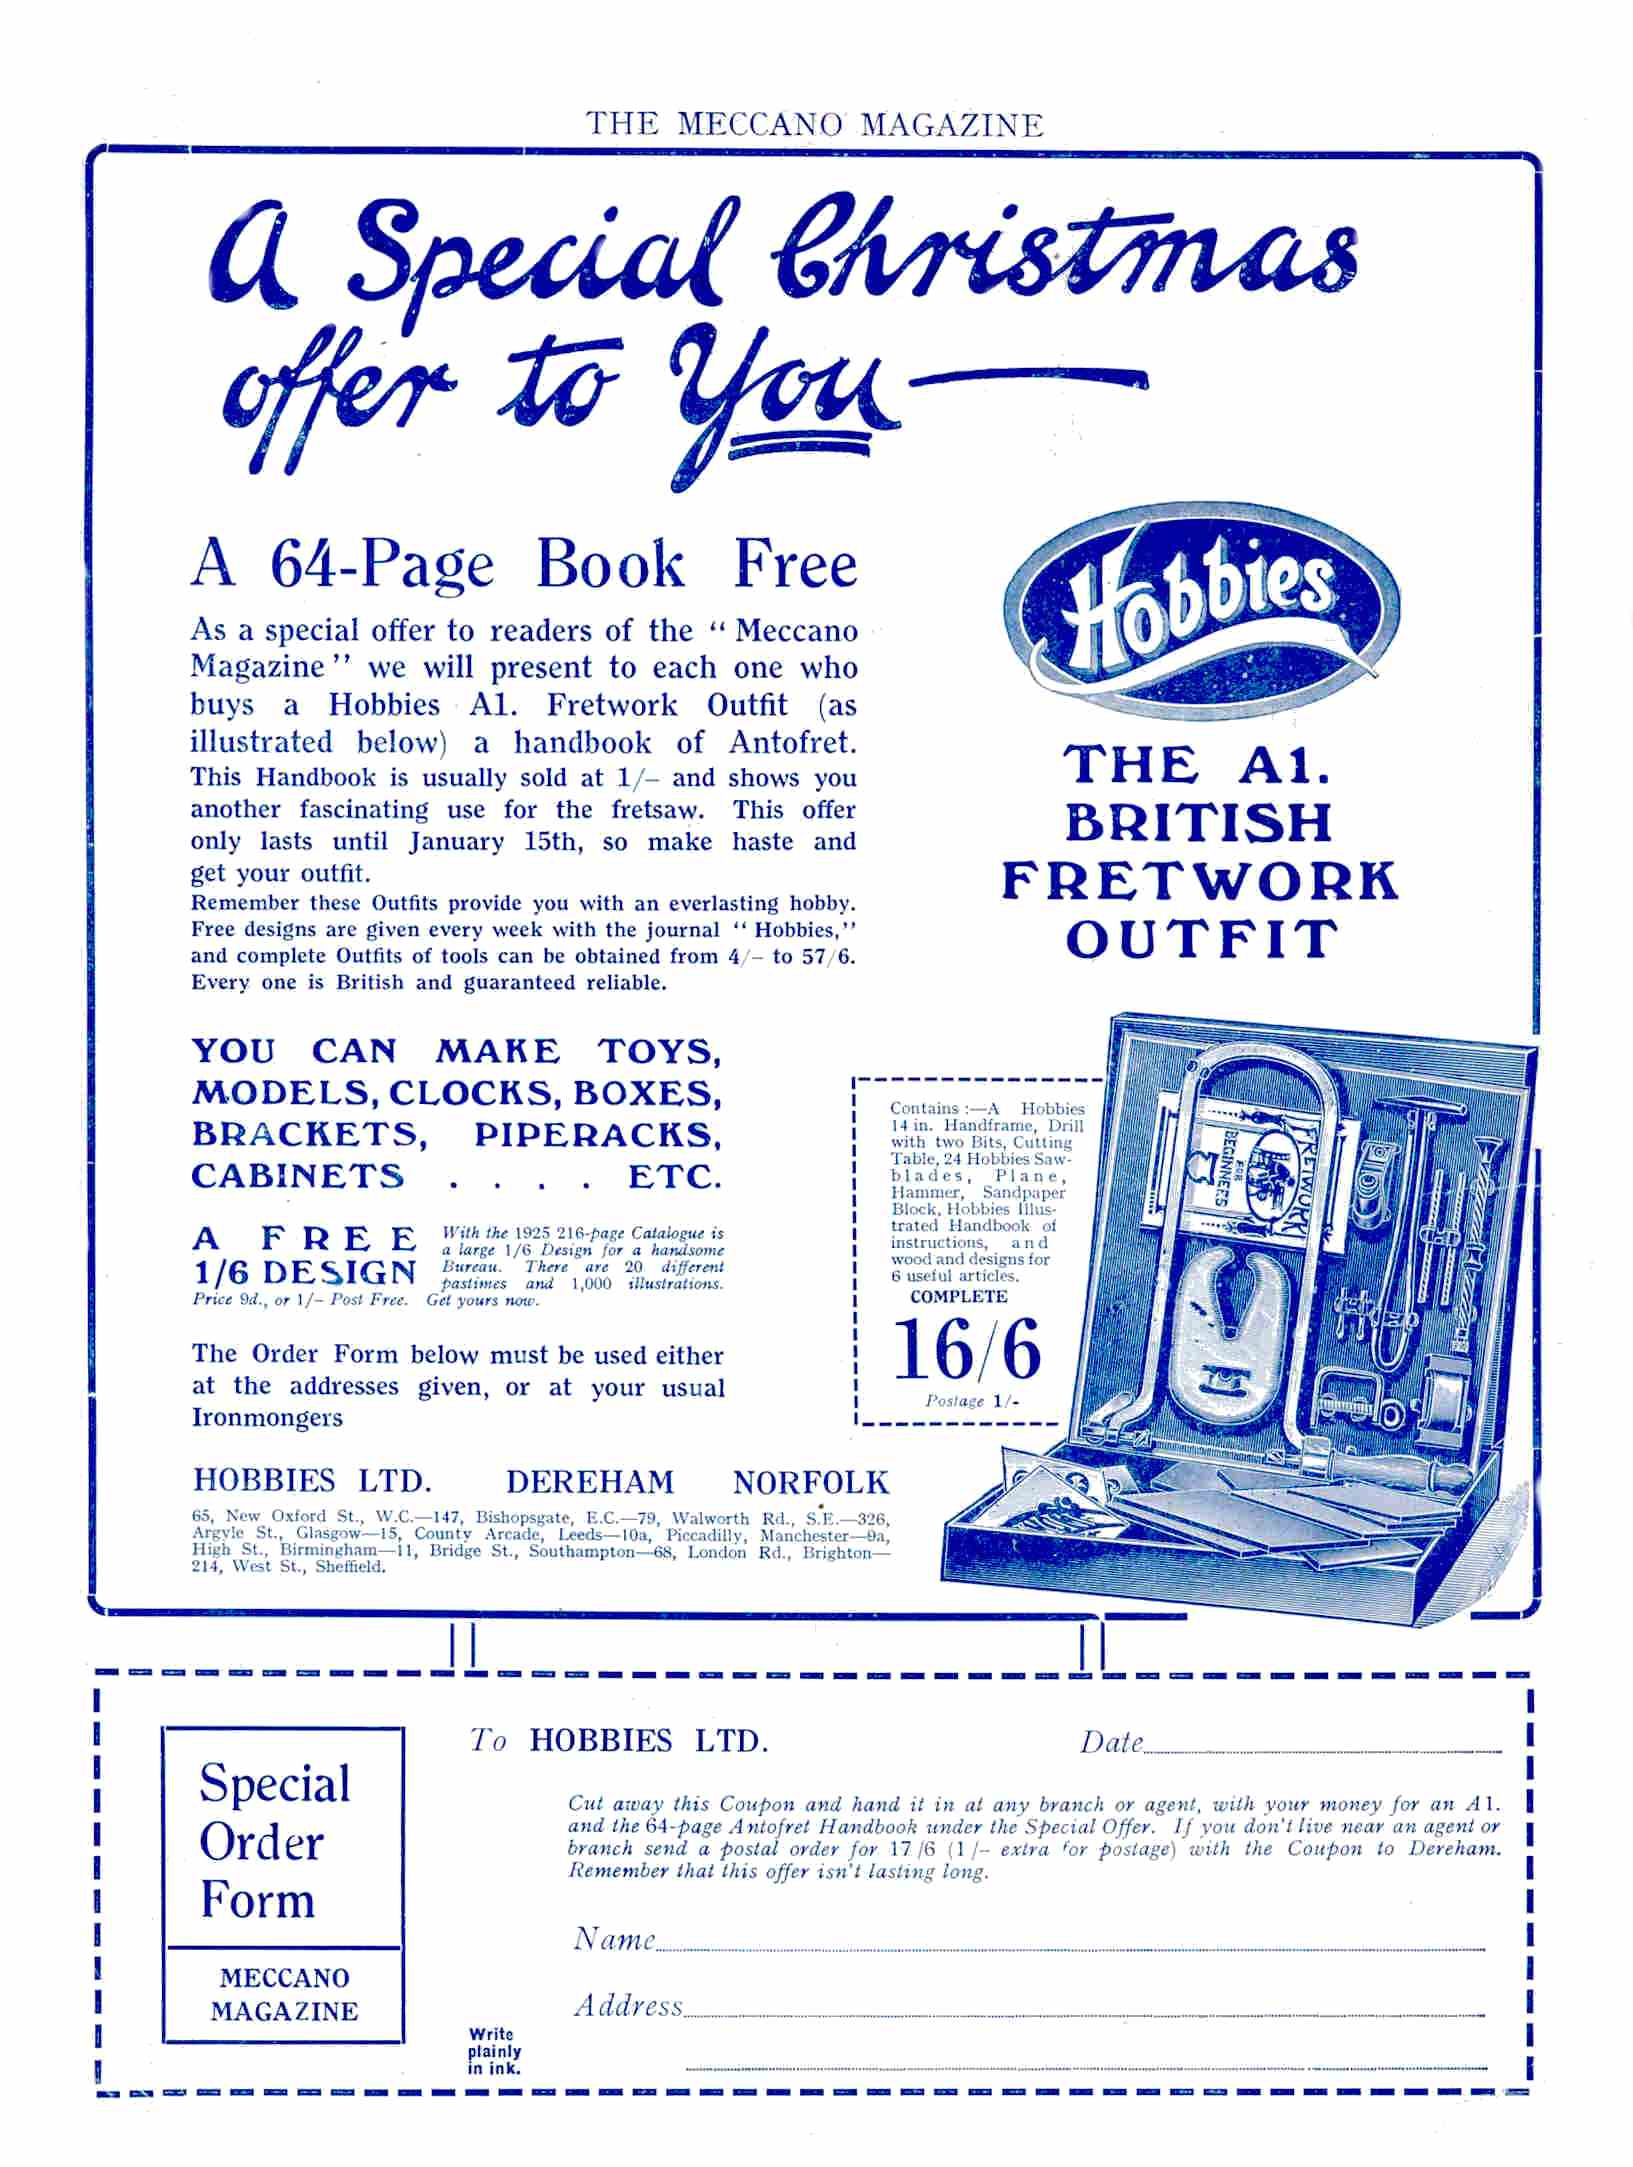 THE MECCANO MAGAZINE
A Special Christmas
offer to You—
A 64-Page Book Free
As a special offer to readers of the “ Meccano
Magazine ” we will present to each one who
buys a Hobbies A1. Fretwork Outfit (as
illustrated below) a handbook of Antofret.
This Handbook is usually sold at 1/– and shows you
another fascinating use for the fretsaw. This offer
only lasts until January 15th, so make haste and
get your outfit.
Remember these Outfits provide you with an everlasting hobby.
Free designs are given every week with the journal “ Hobbies,”
and complete Outfits of tools can be obtained from 4/– to 57/6.
Every one is British and guaranteed reliable.
Hobbies
THE A1.
BRITISH
FRETWORK
OUTFIT
YOU CAN MAKE TOYS,
MODELS, CLOCKS, BOXES,
BRACKETS, PIPERACKS,
CABINETS . . . . ETC.
A FREE
1/6 DESIGN
With the 1925 216-page Catalogue is
a large 1/6 Design for a handsome
Bureau. There are 20 different
pastimes and 1,000 illustrations.
Price 9d., or 1/– Post Free. Get yours now.
The Order Form below must be used either
at the addresses given, or at your usual
Ironmongers
Contains :—A Hobbies
14 in. Handframe, Drill
with two Bits, Cutting
Table, 24 Hobbies Saw-
blades, Plane,
Hammer, Sandpaper
Block, Hobbies Illus-
trated Handbook of
instructions, and
wood and designs for
6 useful articles.
COMPLETE
16/6
Postage 1/-
FRETWORK
FOR
BEGINNERS
HOBBIES LTD. DEREHAM NORFOLK
65, New Oxford St., W.C.—147, Bishopsgate, E.C.—79, Walworth Rd., S.E.—326,
Argyle St., Glasgow—15, County Arcade, Leeds—10a, Piccadilly, Manchester—9a,
High St., Birmingham—11, Bridge St., Southampton—68, London Rd., Brighton—
214, West St., Sheffield.
Special
Order
Form
MECCANO
MAGAZINE
To HOBBIES LTD. Date
Cut away this Coupon and hand it in at any branch or agent, with your money for an A1.
and the 64-page Antofret Handbook under the Special Offer. If you don't live near an agent or
branch send a postal order for 17/6 (1/– extra for postage) with the Coupon to Dereham.
Remember that this offer isn't lasting long.
Name
Address
Write
plainly
in ink.